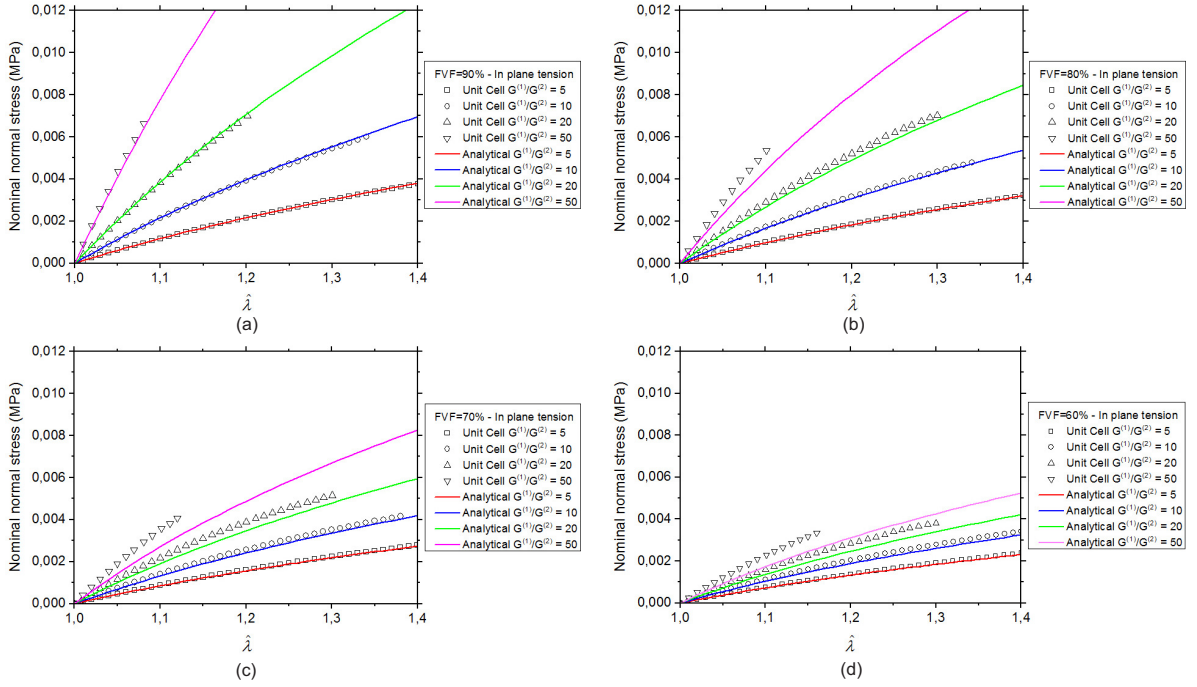 Nominal normal stress (MPa)
0,012
0,010
0,008
0,006
0,004
0,002
0,000
1,0 1,1 1,2 1,3 1,4
λ̂
(a)
FVF=90% - In plane tension
Unit Cell G⁽¹⁾/G⁽²⁾ = 5
Unit Cell G⁽¹⁾/G⁽²⁾ = 10
Unit Cell G⁽¹⁾/G⁽²⁾ = 20
Unit Cell G⁽¹⁾/G⁽²⁾ = 50
Analytical G⁽¹⁾/G⁽²⁾ = 5
Analytical G⁽¹⁾/G⁽²⁾ = 10
Analytical G⁽¹⁾/G⁽²⁾ = 20
Analytical G⁽¹⁾/G⁽²⁾ = 50
Nominal normal stress (MPa)
0,012
0,010
0,008
0,006
0,004
0,002
0,000
1,0 1,1 1,2 1,3 1,4
λ̂
(b)
FVF=80% - In plane tension
Unit Cell G⁽¹⁾/G⁽²⁾ = 5
Unit Cell G⁽¹⁾/G⁽²⁾ = 10
Unit Cell G⁽¹⁾/G⁽²⁾ = 20
Unit Cell G⁽¹⁾/G⁽²⁾ = 50
Analytical G⁽¹⁾/G⁽²⁾ = 5
Analytical G⁽¹⁾/G⁽²⁾ = 10
Analytical G⁽¹⁾/G⁽²⁾ = 20
Analytical G⁽¹⁾/G⁽²⁾ = 50
Nominal normal stress (MPa)
0,012
0,010
0,008
0,006
0,004
0,002
0,000
1,0 1,1 1,2 1,3 1,4
λ̂
(c)
FVF=70% - In plane tension
Unit Cell G⁽¹⁾/G⁽²⁾ = 5
Unit Cell G⁽¹⁾/G⁽²⁾ = 10
Unit Cell G⁽¹⁾/G⁽²⁾ = 20
Unit Cell G⁽¹⁾/G⁽²⁾ = 50
Analytical G⁽¹⁾/G⁽²⁾ = 5
Analytical G⁽¹⁾/G⁽²⁾ = 10
Analytical G⁽¹⁾/G⁽²⁾ = 20
Analytical G⁽¹⁾/G⁽²⁾ = 50
Nominal normal stress (MPa)
0,012
0,010
0,008
0,006
0,004
0,002
0,000
1,0 1,1 1,2 1,3 1,4
λ̂
(d)
FVF=60% - In plane tension
Unit Cell G⁽¹⁾/G⁽²⁾ = 5
Unit Cell G⁽¹⁾/G⁽²⁾ = 10
Unit Cell G⁽¹⁾/G⁽²⁾ = 20
Unit Cell G⁽¹⁾/G⁽²⁾ = 50
Analytical G⁽¹⁾/G⁽²⁾ = 5
Analytical G⁽¹⁾/G⁽²⁾ = 10
Analytical G⁽¹⁾/G⁽²⁾ = 20
Analytical G⁽¹⁾/G⁽²⁾ = 50